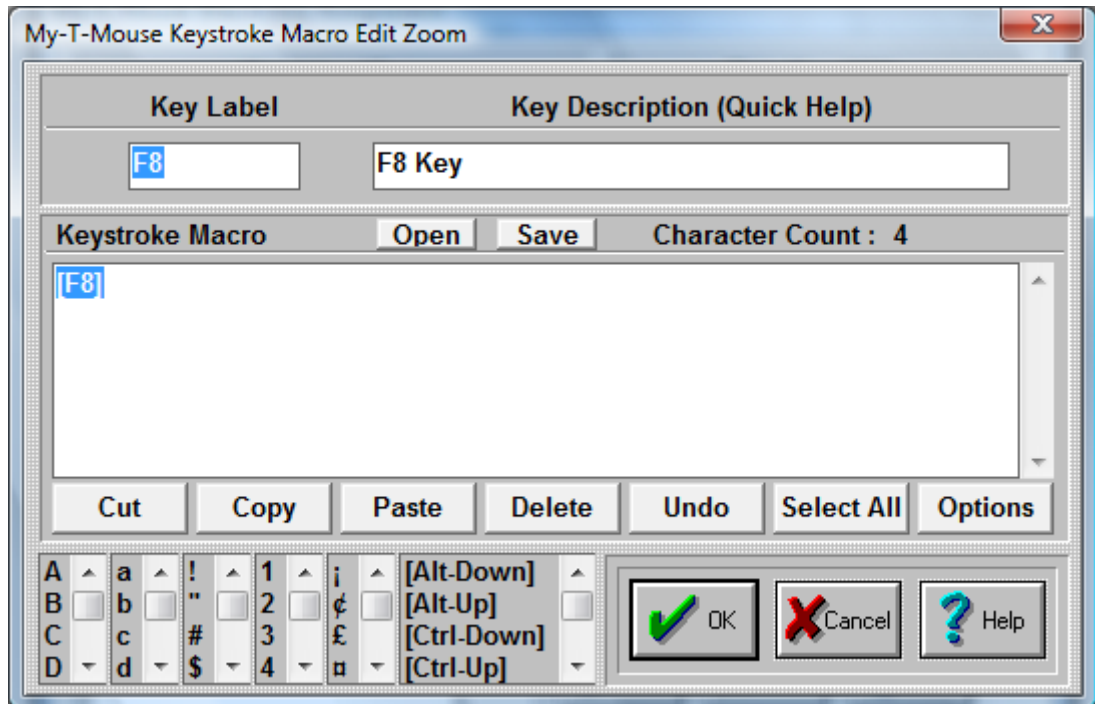 My-T-Mouse Keystroke Macro Edit Zoom
Key Label Key Description (Quick Help)
F8 F8 Key
Keystroke Macro Open Save Character Count : 4
[F8]
Cut Copy Paste Delete Undo Select All Options
A a ! 1 ¡ [Alt-Down]
B b " 2 ¢ [Alt-Up]
C c # 3 £ [Ctrl-Down]
D d $ 4 ¤ [Ctrl-Up]
OK Cancel Help